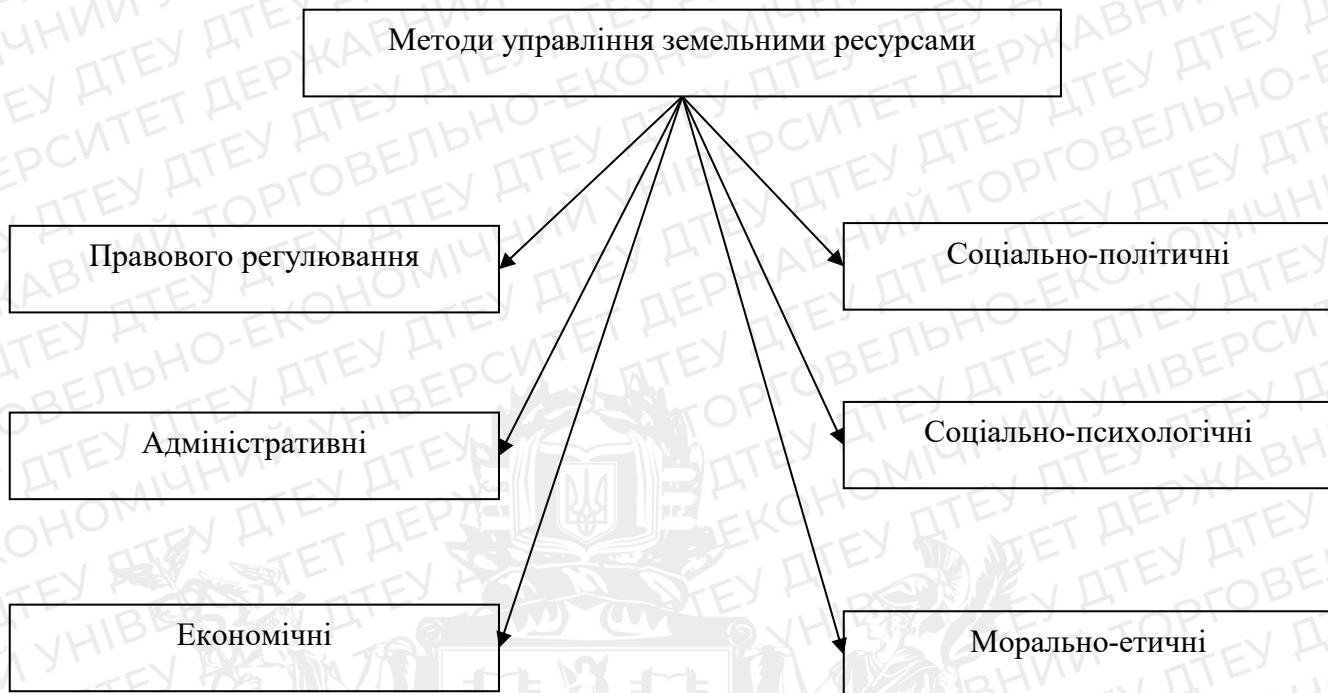 Методи управління земельними ресурсами
Правового регулювання
Соціально-політичні
Адміністративні
Соціально-психологічні
Економічні
Морально-етичні